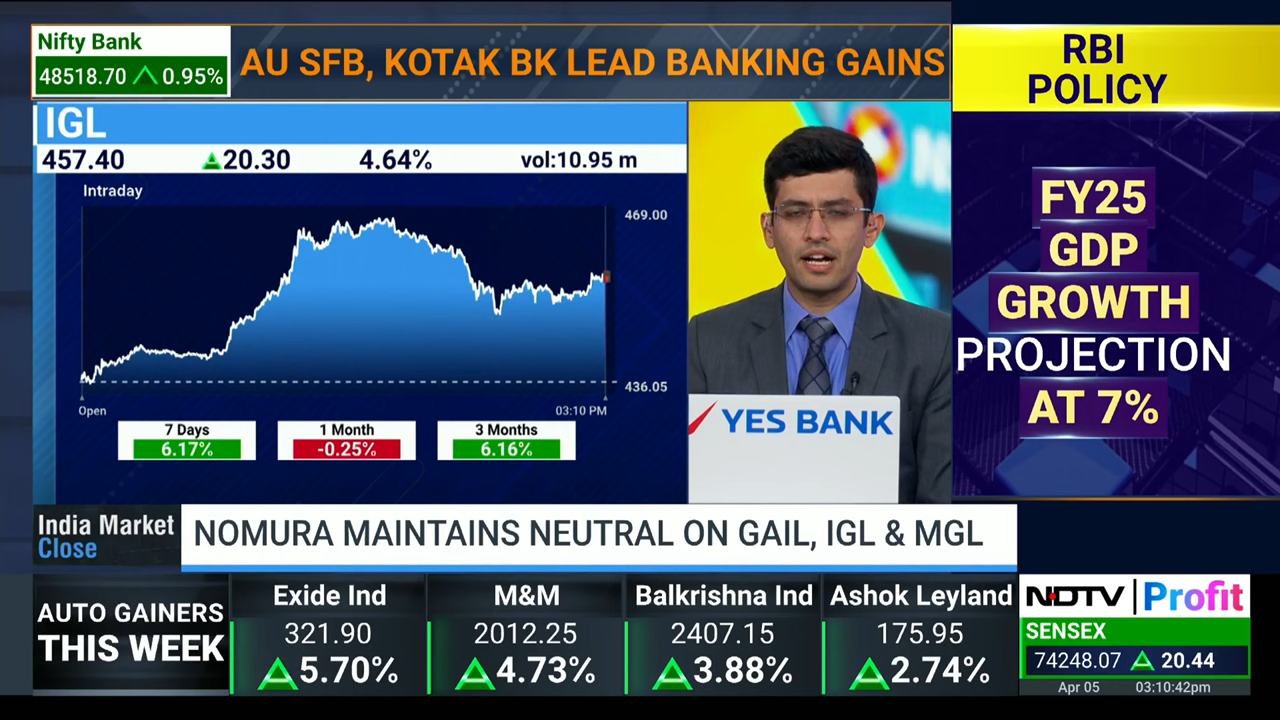 Nifty Bank
48518.70 0.95%
AU SFB, KOTAK BK LEAD BANKING GAINS
RBI
POLICY
IGL
457.40 20.30 4.64% vol:10.95 m
Intraday
469.00
436.05
Open 03:10 PM
7 Days 1 Month 3 Months
6.17% -0.25% 6.16%
YES BANK
FY25
GDP
GROWTH
PROJECTION
AT 7%
India Market
Close
NOMURA MAINTAINS NEUTRAL ON GAIL, IGL & MGL
AUTO GAINERS
THIS WEEK
Exide Ind M&M Balkrishna Ind Ashok Leyland
321.90 2012.25 2407.15 175.95
5.70% 4.73% 3.88% 2.74%
NDTV Profit
SENSEX
74248.07 20.44
Apr 05 03:10:42pm